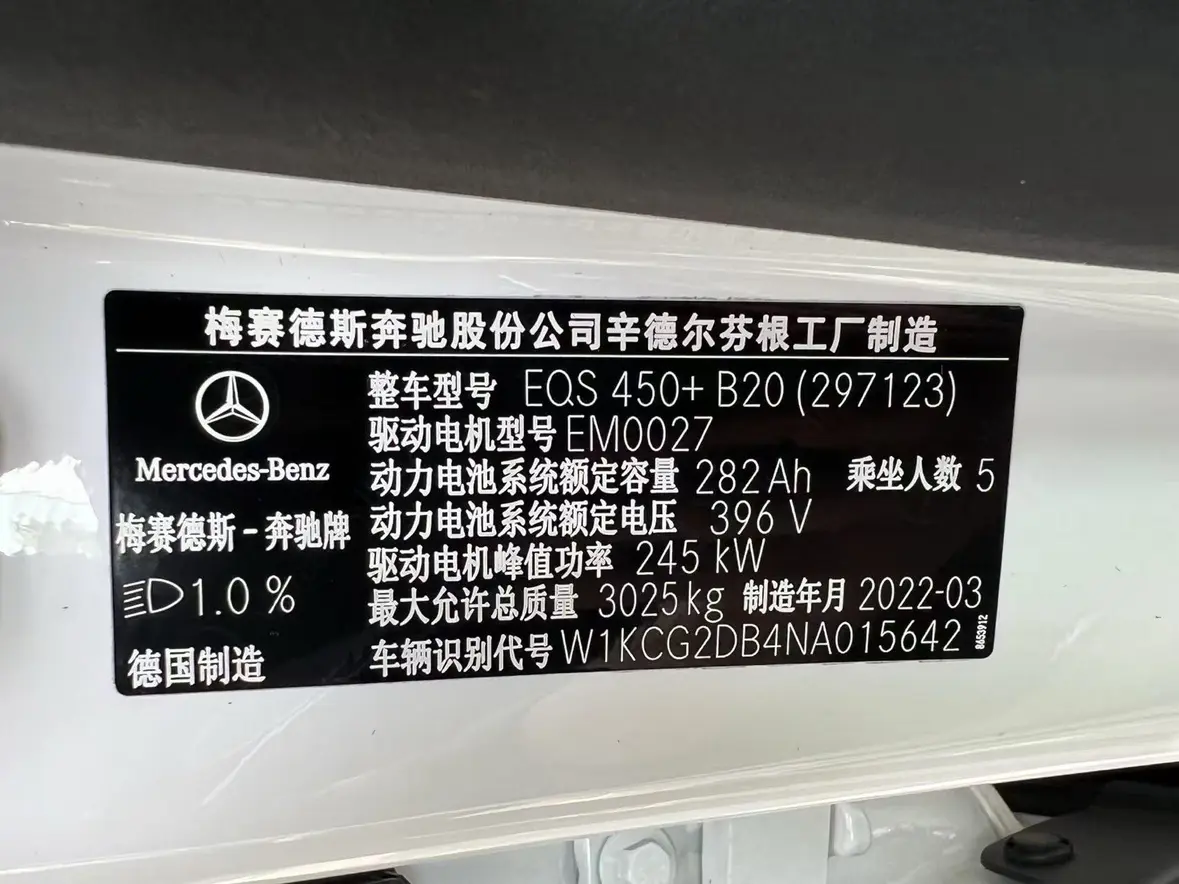 梅赛德斯奔驰股份公司辛德尔芬根工厂制造
Mercedes-Benz
梅赛德斯-奔驰牌
1.0 %
德国制造
整车型号 EQS 450+ B20 (297123)
驱动电机型号 EM0027
动力电池系统额定容量 282 Ah 乘坐人数 5
动力电池系统额定电压 396 V
驱动电机峰值功率 245 kW
最大允许总质量 3025 kg 制造年月 2022-03
车辆识别代号 W1KCG2DB4NA015642
8653912